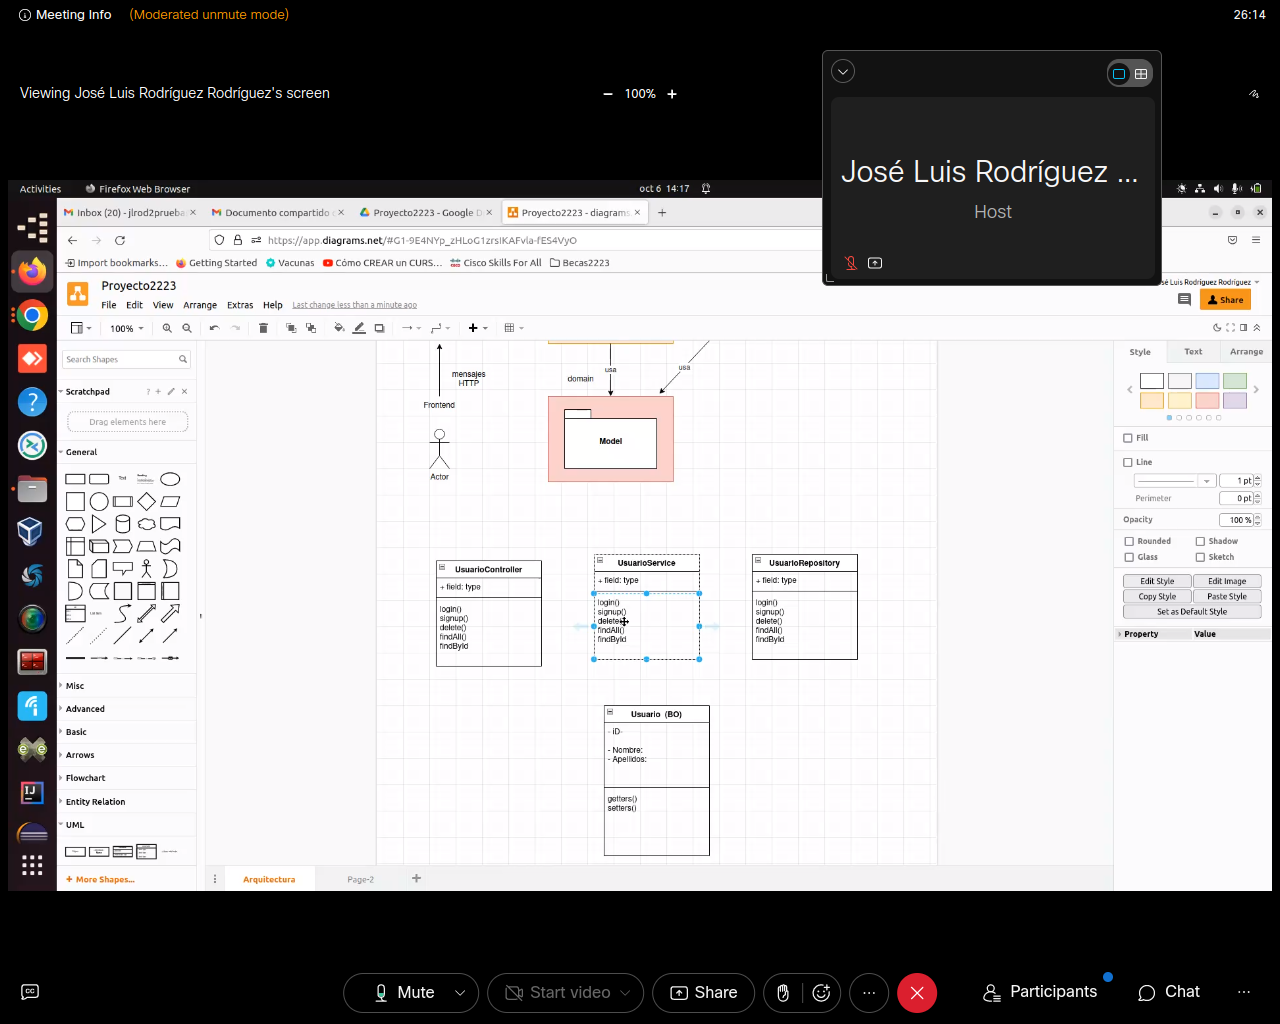 Meeting Info (Moderated unmute mode) 26:14
Viewing José Luis Rodríguez Rodríguez's screen − 100% +
José Luis Rodríguez ...
Host
Activities Firefox Web Browser oct 6 14:17
Inbox (20) - jlrod2prueba Documento compartido Proyecto2223 - Google D Proyecto2223 - diagrams.
https://app.diagrams.net/#G1-9E4NYp_zHLoG1zrsIKAFvla-fES4VyO
Import bookmarks... Getting Started Vacunas Cómo CREAR un CURS... Cisco Skills For All Becas2223
Proyecto2223
sé Luis Rodríguez Rodríguez
File Edit View Arrange Extras Help Last change less than a minute ago
Share
100%
Search Shapes
Scratchpad
Drag elements here
General
Text
Misc
Advanced
Basic
Arrows
Flowchart
Entity Relation
UML
+ More Shapes...
mensajes
HTTP
Frontend
Actor
usa
usa
domain
Model
UsuarioController
+ field: type
login()
signup()
delete()
findAll()
findById
UsuarioService
+ field: type
login()
signup()
delete()
findAll()
findById
UsuarioRepository
+ field: type
login()
signup()
delete()
findAll()
findById
Usuario (BO)
- iD-
- Nombre:
- Apellidos:
getters()
setters()
Arquitectura Page-2
Style Text Arrange
Fill
Line
1 pt
Perimeter 0 pt
Opacity 100 %
Rounded Shadow
Glass Sketch
Edit Style Edit Image
Copy Style Paste Style
Set as Default Style
Property Value
Mute Start video Share Participants Chat